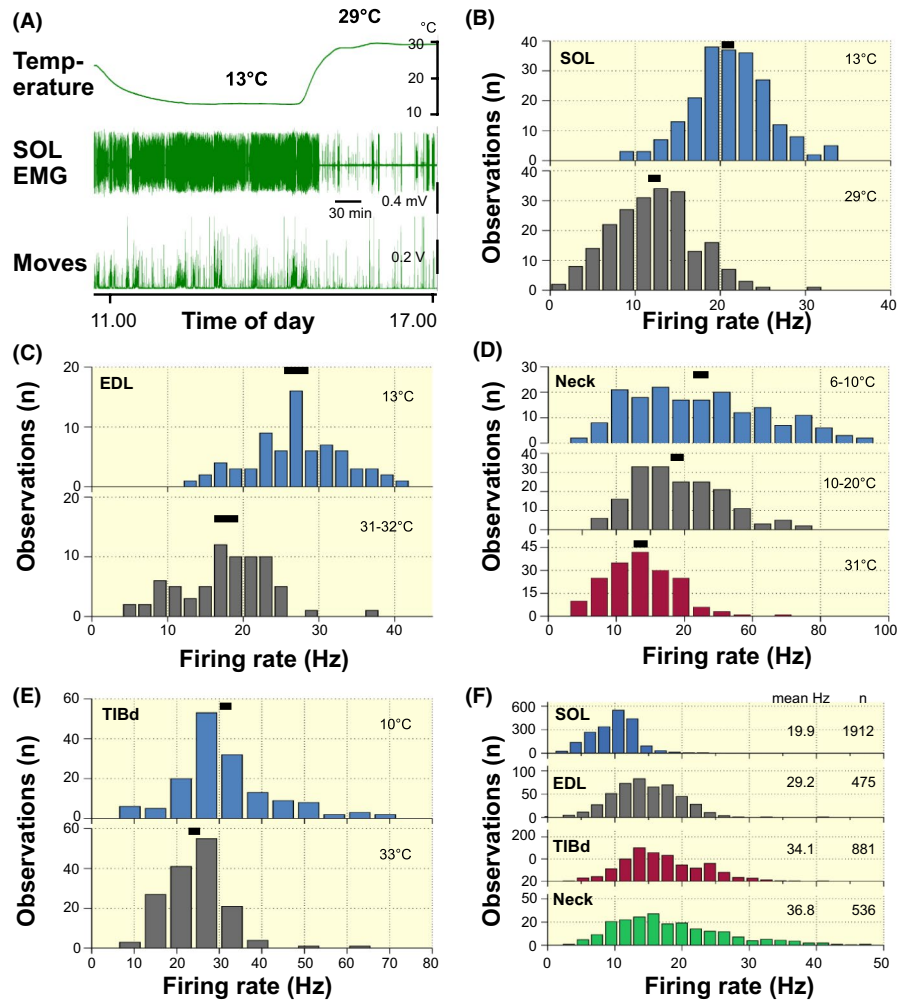 (A)
29°C
°C
30
Temp-
erature
13°C
20
10
SOL
EMG
0.4 mV
30 min
Moves
0.2 V
11.00
Time of day
17.00
(B)
40
SOL
13°C
30
20
10
0
40
29°C
30
20
10
0
0 10 20 30 40
Observations (n)
Firing rate (Hz)
(C)
20
EDL
13°C
10
0
20
31-32°C
10
0
0 10 20 30 40
Observations (n)
Firing rate (Hz)
(D)
30
Neck
6-10°C
20
10
0
40
10-20°C
30
20
10
0
45
31°C
30
15
0
0 10 20 60 80 100
Observations (n)
Firing rate (Hz)
(E)
60
TIBd
10°C
40
20
0
60
33°C
40
20
0
0 10 20 30 40 50 60 70 80
Observations (n)
Firing rate (Hz)
(F)
mean Hz n
600
SOL
19.9 1912
300
0
100
EDL
29.2 475
50
0
200
TIBd
34.1 881
0
20
Neck
50
36.8 536
20
0
0 10 20 30 40 50
Observations (n)
Firing rate (Hz)